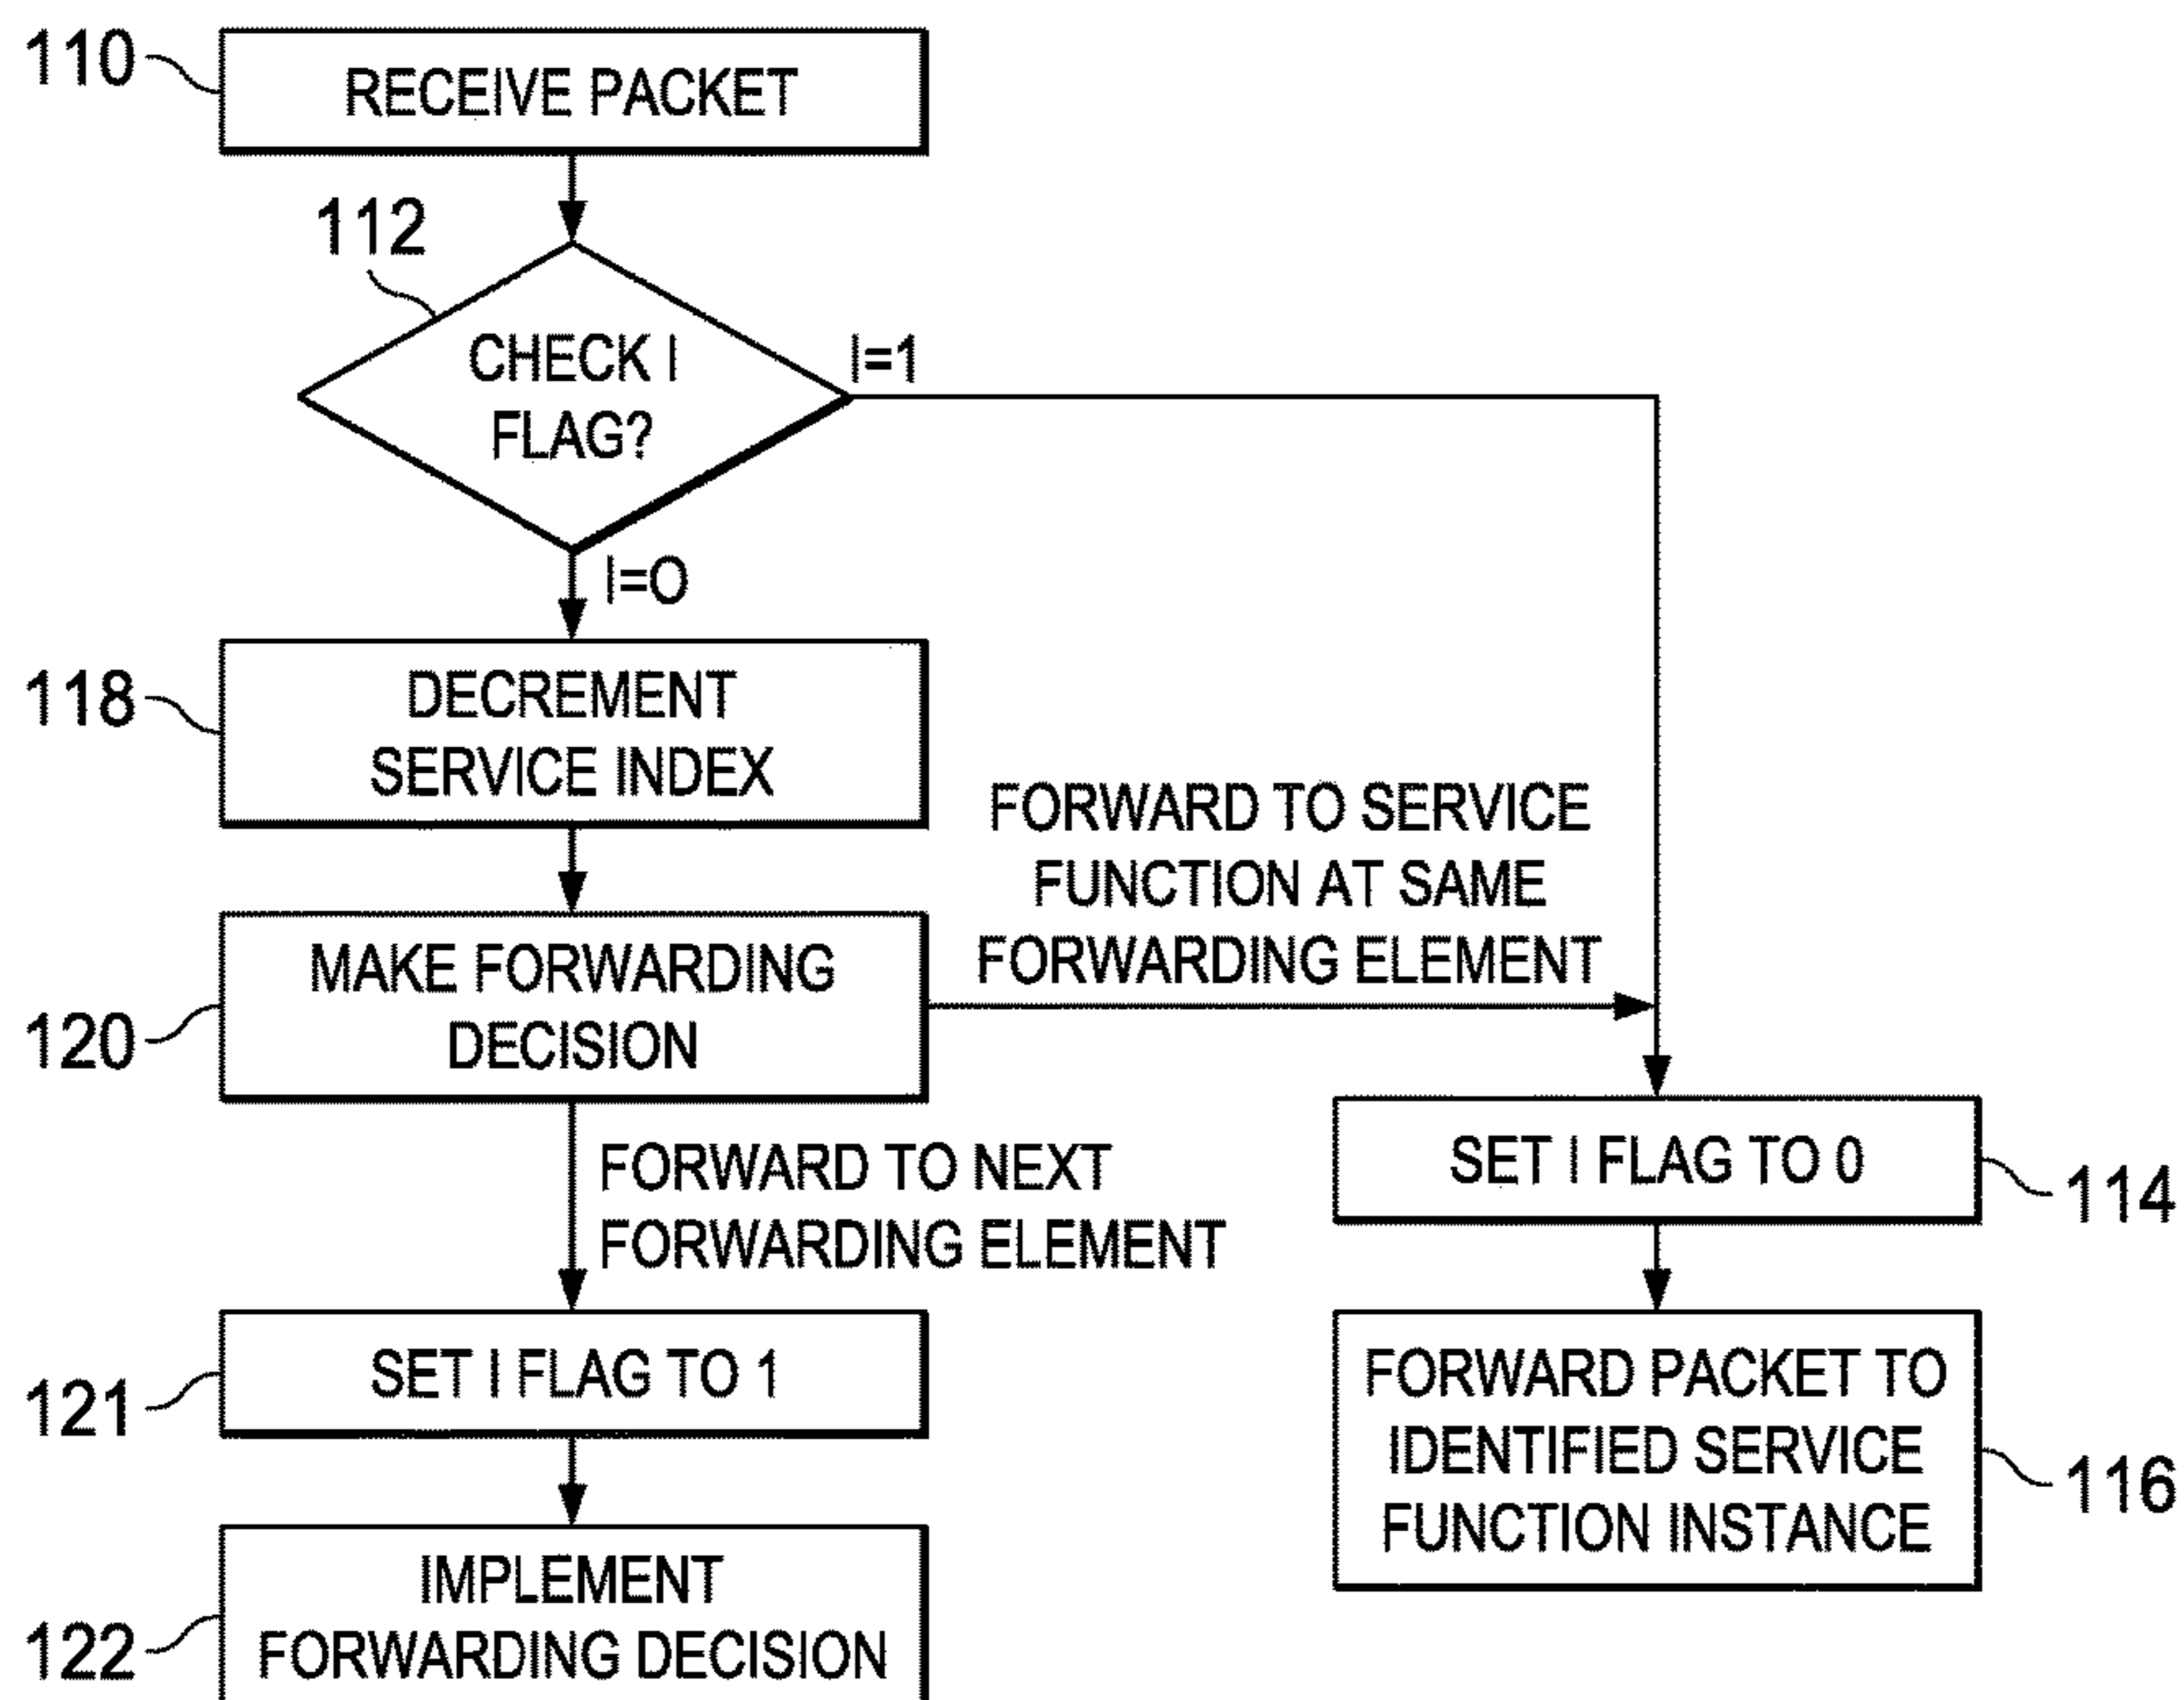 110
RECEIVE PACKET
112
CHECK I
FLAG?
I=1
I=O
118
DECREMENT
SERVICE INDEX
FORWARD TO SERVICE
FUNCTION AT SAME
FORWARDING ELEMENT
120
MAKE FORWARDING
DECISION
FORWARD TO NEXT
FORWARDING ELEMENT
SET I FLAG TO 0
114
121
SET I FLAG TO 1
FORWARD PACKET TO
IDENTIFIED SERVICE
FUNCTION INSTANCE
116
122
IMPLEMENT
FORWARDING DECISION